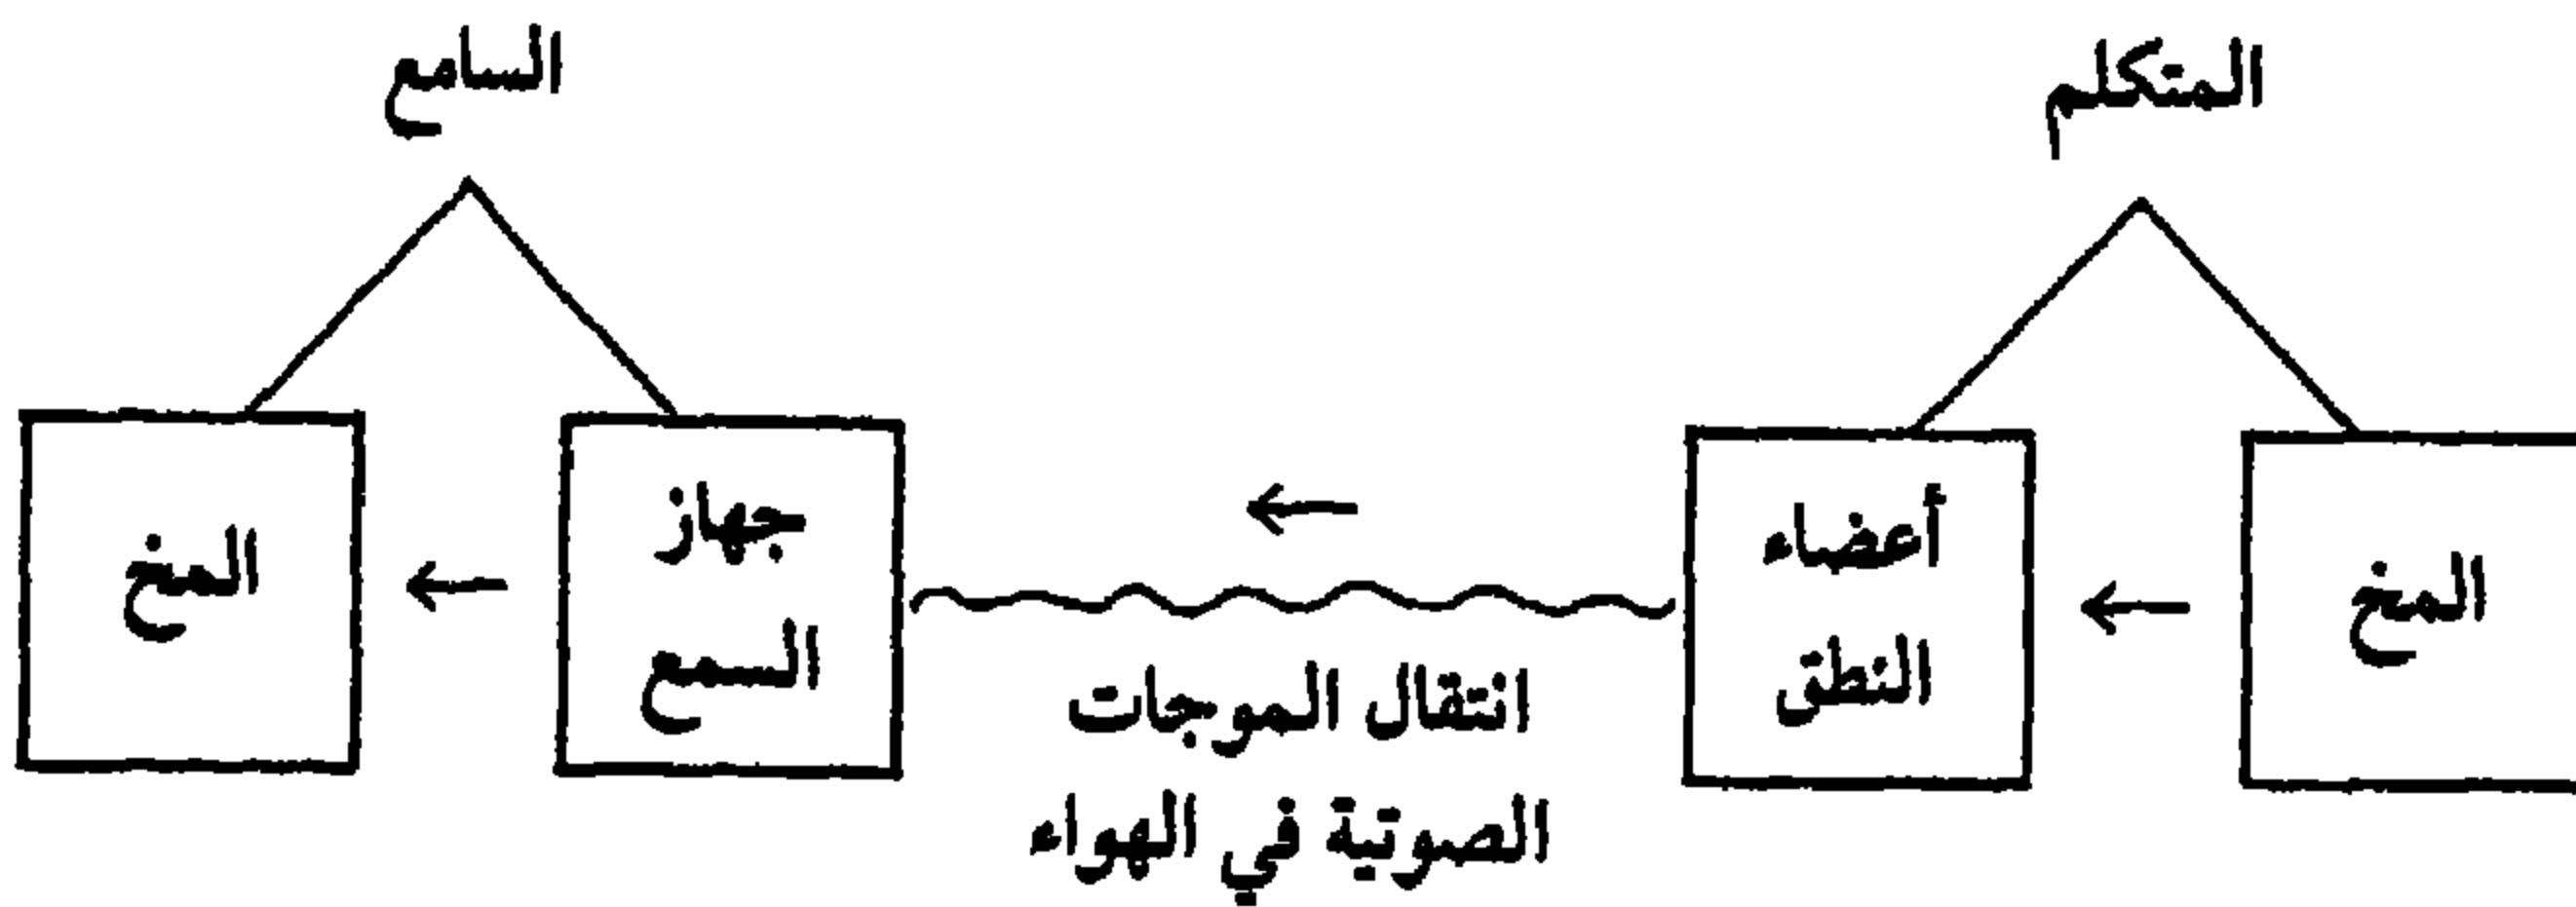 المتكلم
السامع
المخ
أعضاء
النطق
انتقال الموجات
الصوتية في الهواء
جهاز
السمع
المخ